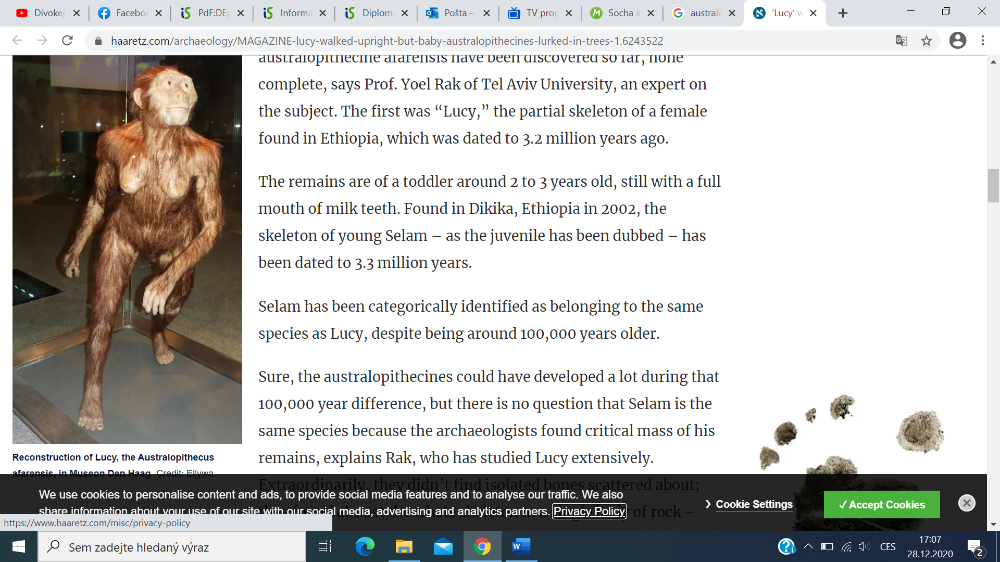 Divokej
Facebo
PdF:DEp
Informa
Diplomo
Pošta –
TV prog
Socha s
australo
'Lucy' w
haaretz.com/archaeology/MAGAZINE-lucy-walked-upright-but-baby-australopithecines-lurked-in-trees-1.6243522
australopithecine afarensis have been discovered so far, none
complete, says Prof. Yoel Rak of Tel Aviv University, an expert on
the subject. The first was “Lucy,” the partial skeleton of a female
found in Ethiopia, which was dated to 3.2 million years ago.
The remains are of a toddler around 2 to 3 years old, still with a full
mouth of milk teeth. Found in Dikika, Ethiopia in 2002, the
skeleton of young Selam – as the juvenile has been dubbed – has
been dated to 3.3 million years.
Selam has been categorically identified as belonging to the same
species as Lucy, despite being around 100,000 years older.
Sure, the australopithecines could have developed a lot during that
100,000 year difference, but there is no question that Selam is the
same species because the archaeologists found critical mass of his
remains, explains Rak, who has studied Lucy extensively.
Extraordinarily, they didn’t find isolated bones scattered about;
of rock –
Reconstruction of Lucy, the Australopithecus
afarensis, in Museon Den Haag Credit: Ellywa
We use cookies to personalise content and ads, to provide social media features and to analyse our traffic. We also
share information about your use of our site with our social media, advertising and analytics partners. Privacy Policy
Cookie Settings
✓ Accept Cookies
https://www.haaretz.com/misc/privacy-policy
Sem zadejte hledaný výraz
CES
17:07
28.12.2020
2